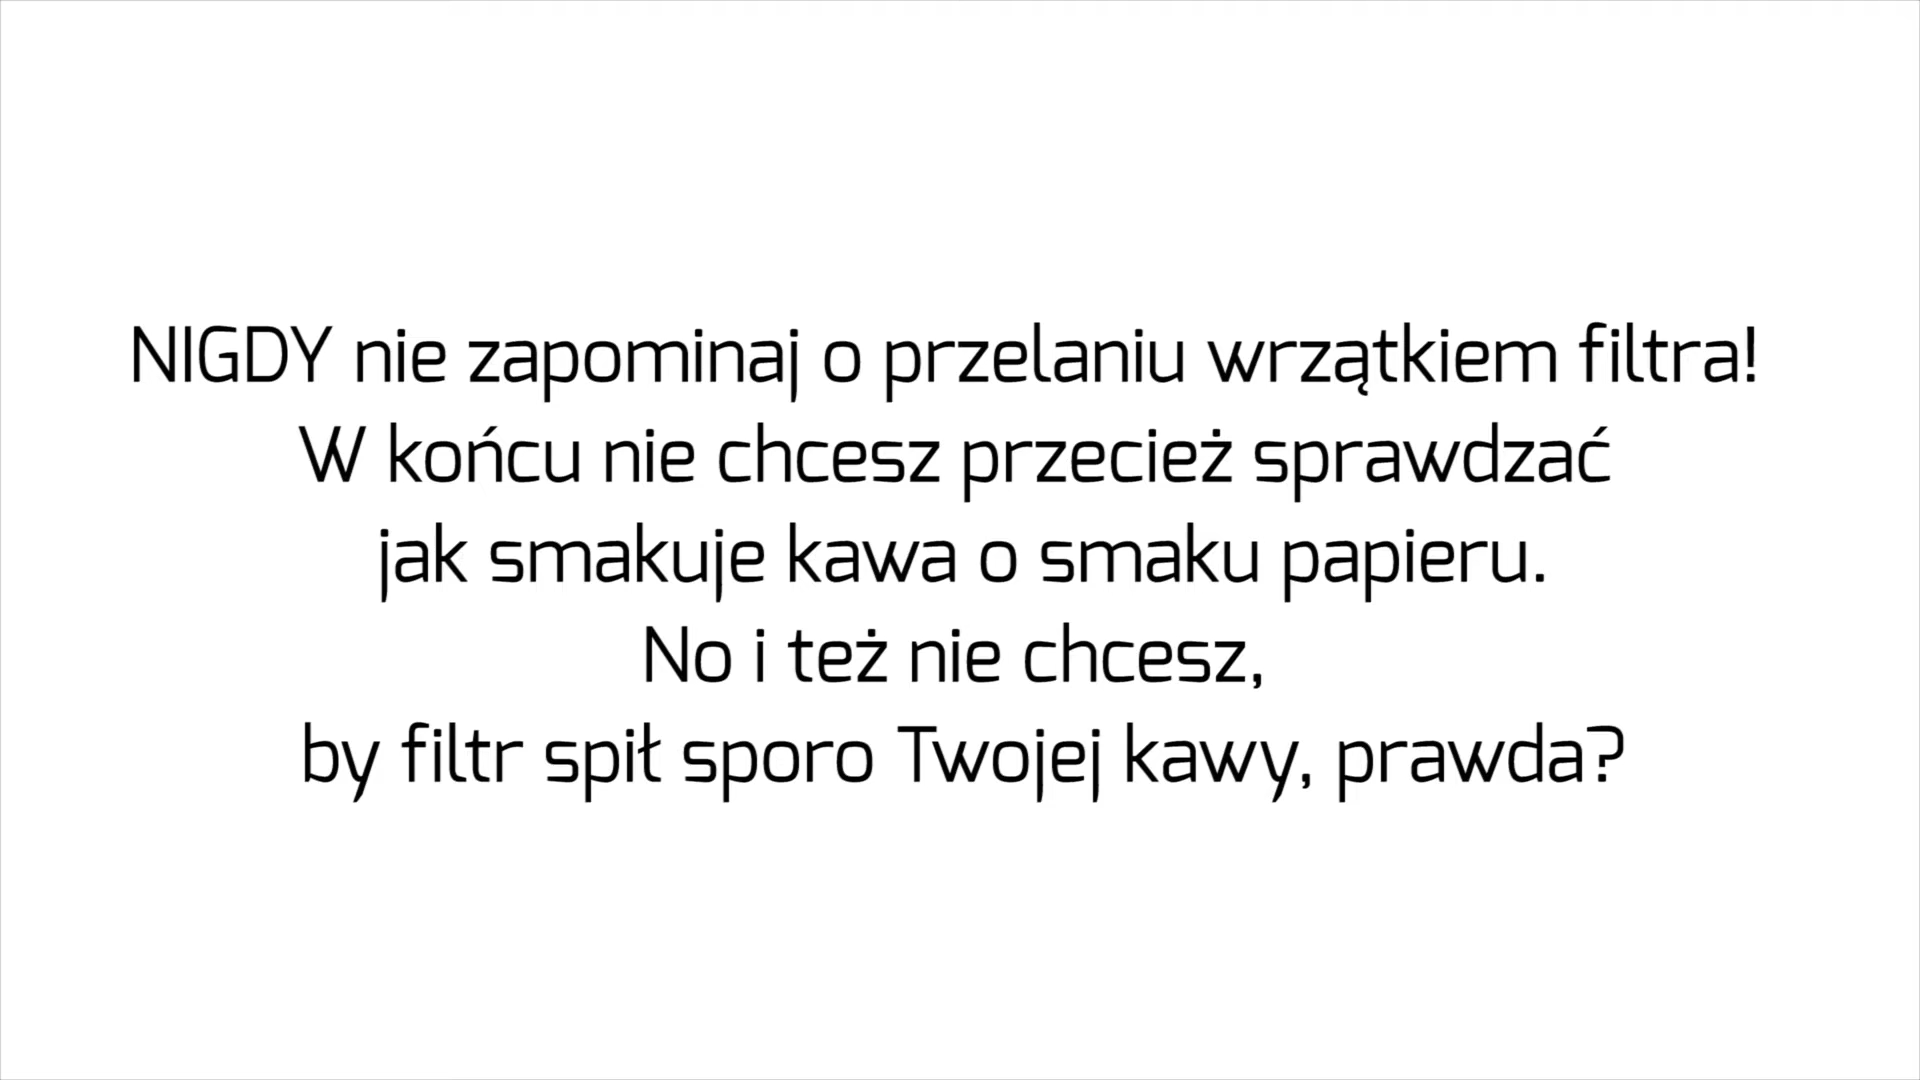 NIGDY nie zapominaj o przelaniu wrzątkiem filtra!
W końcu nie chcesz przecież sprawdzać
jak smakuje kawa o smaku papieru.
No i też nie chcesz,
by filtr spił sporo Twojej kawy, prawda?